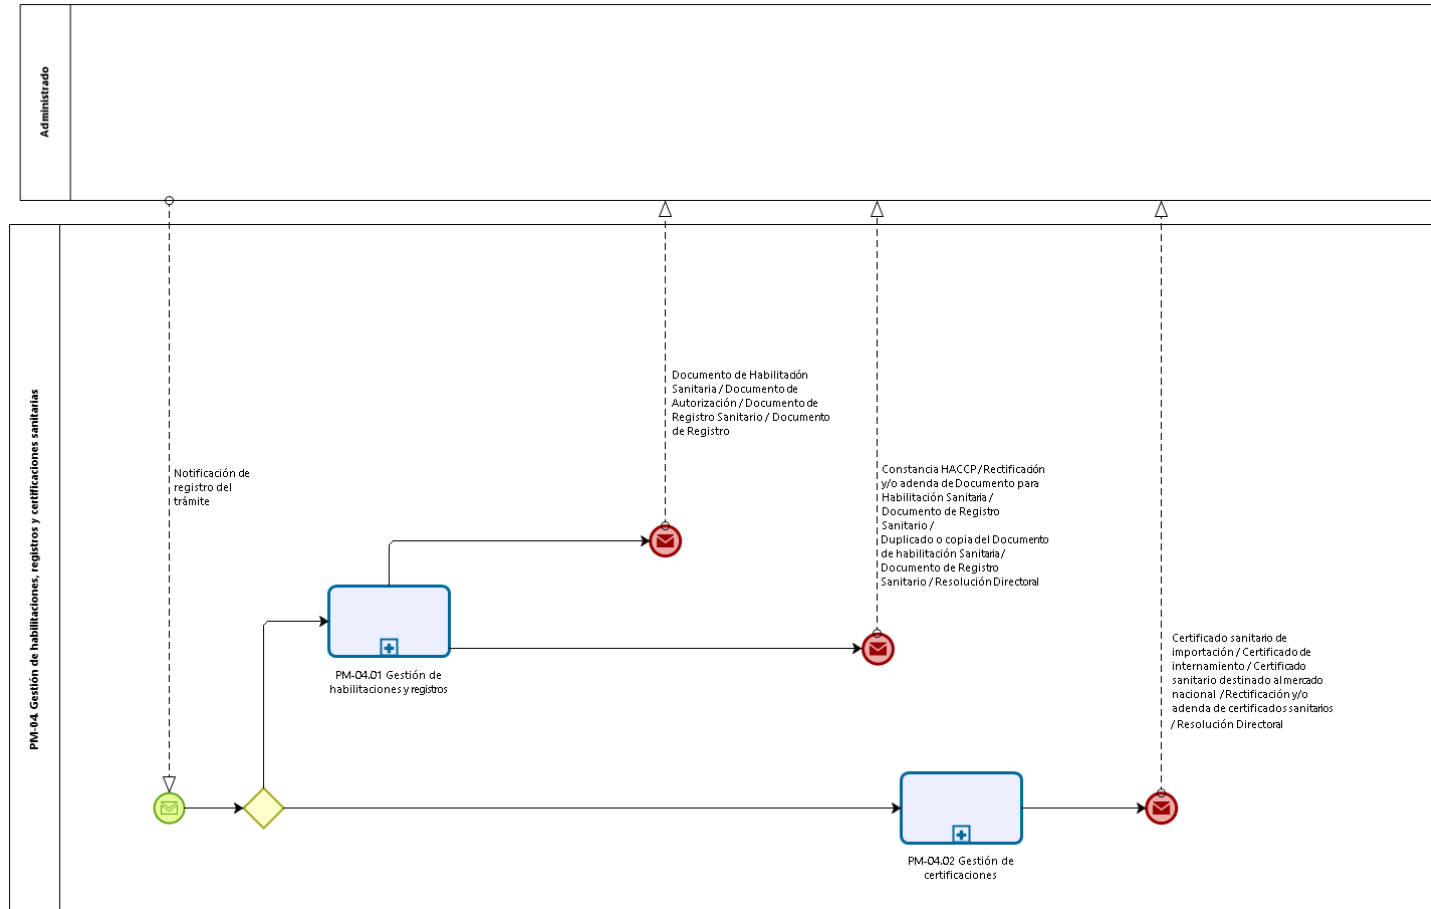 Administrado
PM-04. Gestión de habilitaciones, registros y certificaciones sanitarias
Documento de Habilitación
Sanitaria / Documento de
Autorización / Documento de
Registro Sanitario / Documento
de Registro
Notificación de
registro del
trámite
Constancia HACCP / Rectificación
y/o adenda de Documento para
Habilitación Sanitaria /
Documento de Registro
Sanitario /
Duplicado o copia del Documento
de habilitación Sanitaria /
Documento de Registro
Sanitario / Resolución Directoral
PM-04.01 Gestión de
habilitaciones y registros
Certificado sanitario de
importación / Certificado de
internamiento / Certificado
sanitario destinado al mercado
nacional / Rectificación y/o
adenda de certificados sanitarios
/ Resolución Directoral
PM-04.02 Gestión de
certificaciones